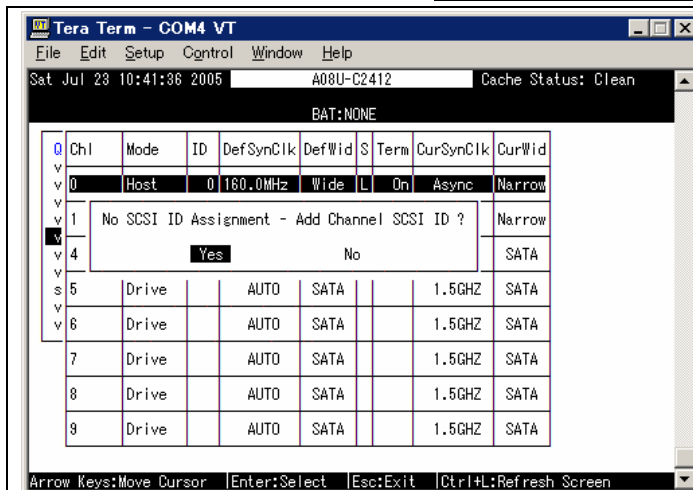 Tera Term - COM4 VT
File Edit Setup Control Window Help
Sat Jul 23 10:41:36 2005 A08U-C2412 Cache Status: Clean
BAT:NONE
Q Chl Mode ID DefSynClk DefWid S Term CurSynClk CurWid
v
v 0 Host 0 160.0MHz Wide L On Async Narrow
v
v 1 No SCSI ID Assignment - Add Channel SCSI ID ? Narrow
v 4 Yes No SATA
v
s 5 Drive AUTO SATA 1.5GHZ SATA
v
v 6 Drive AUTO SATA 1.5GHZ SATA
7 Drive AUTO SATA 1.5GHZ SATA
8 Drive AUTO SATA 1.5GHZ SATA
9 Drive AUTO SATA 1.5GHZ SATA
Arrow Keys:Move Cursor |Enter:Select |Esc:Exit |Ctrl+L:Refresh Screen